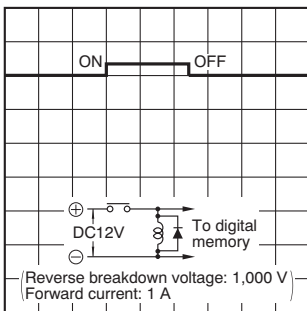 ON OFF
⊕
DC12V
⊖
To digital
memory
(Reverse breakdown voltage: 1,000 V
Forward current: 1 A)